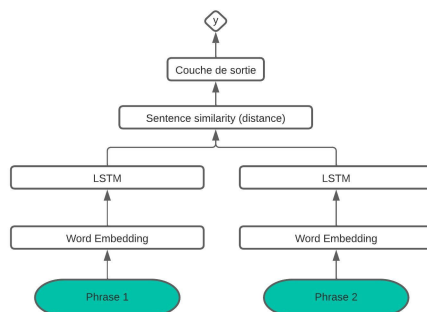 y
Couche de sortie
Sentence similarity (distance)
LSTM
LSTM
Word Embedding
Word Embedding
Phrase 1
Phrase 2